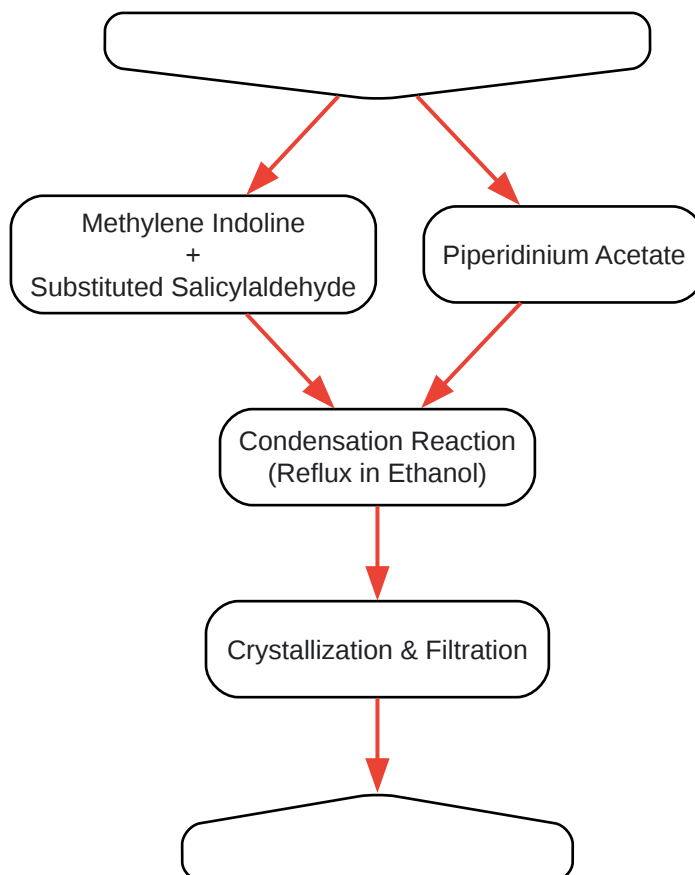 Methylene Indoline
+
Substituted Salicylaldehyde
Piperidinium Acetate
Condensation Reaction
(Reflux in Ethanol)
Crystallization & Filtration